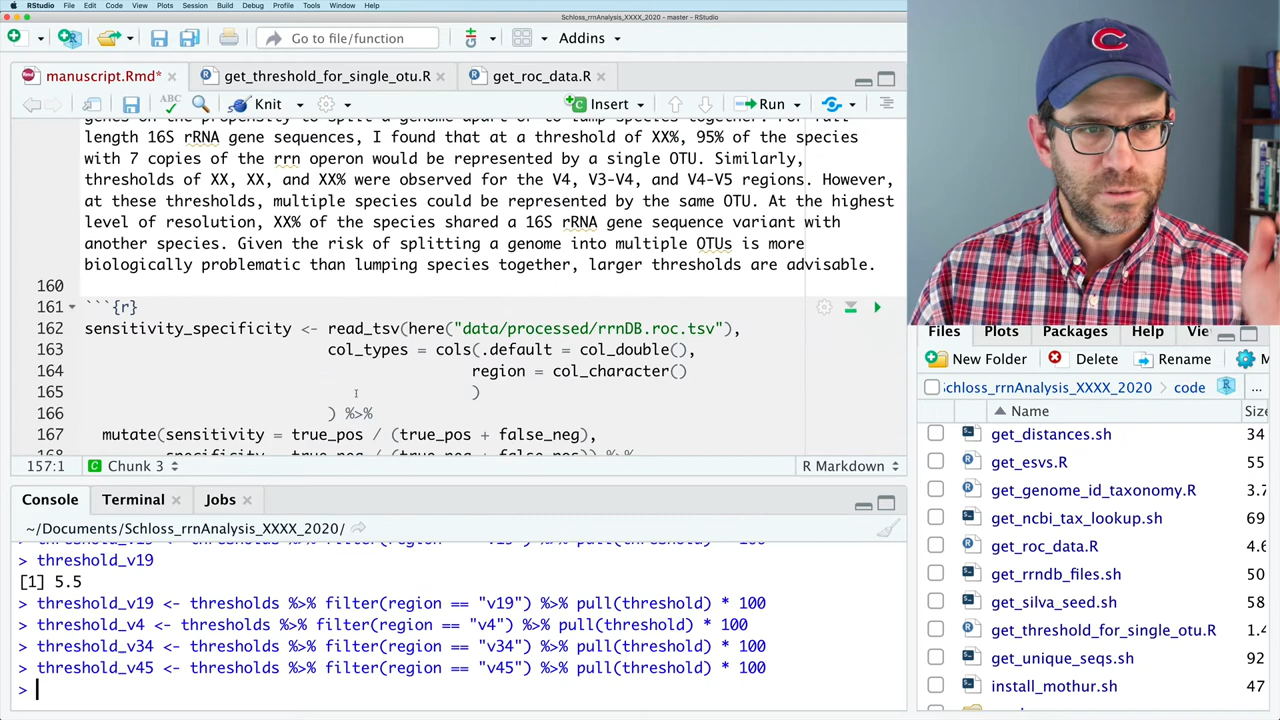 RStudio File Edit Code View Plots Session Build Debug Profile Tools Window Help
Schloss_rrnAnalysis_XXXX_2020 - master - RStudio
Go to file/function Addins
manuscript.Rmd* get_threshold_for_single_otu.R get_roc_data.R
ABC Knit Insert Run
length 16S rRNA gene sequences, I found that at a threshold of XX%, 95% of the species
with 7 copies of the rrn operon would be represented by a single OTU. Similarly,
thresholds of XX, XX, and XX% were observed for the V4, V3-V4, and V4-V5 regions. However,
at these thresholds, multiple species could be represented by the same OTU. At the highest
level of resolution, XX% of the species shared a 16S rRNA gene sequence variant with
another species. Given the risk of splitting a genome into multiple OTUs is more
biologically problematic than lumping species together, larger thresholds are advisable.
160
161 ```{r}
162 sensitivity_specificity <- read_tsv(here("data/processed/rrnDB.roc.tsv"),
163 col_types = cols(.default = col_double(),
164 region = col_character()
165 )
166 ) %>%
167 mutate(sensitivity = true_pos / (true_pos + false_neg),
168
157:1 Chunk 3 R Markdown
Console Terminal Jobs
~/Documents/Schloss_rrnAnalysis_XXXX_2020/
> threshold_v19
[1] 5.5
> threshold_v19 <- thresholds %>% filter(region == "v19") %>% pull(threshold) * 100
> threshold_v4 <- thresholds %>% filter(region == "v4") %>% pull(threshold) * 100
> threshold_v34 <- thresholds %>% filter(region == "v34") %>% pull(threshold) * 100
> threshold_v45 <- thresholds %>% filter(region == "v45") %>% pull(threshold) * 100
>
C
Files Plots Packages Help
New Folder Delete Rename
chloss_rrnAnalysis_XXXX_2020 code ...
Name Size
get_distances.sh 34
get_esvs.R 55
get_genome_id_taxonomy.R 3.7
get_ncbi_tax_lookup.sh 69
get_roc_data.R 4.6
get_rrndb_files.sh 50
get_silva_seed.sh 58
get_threshold_for_single_otu.R 1.4
get_unique_seqs.sh 92
install_mothur.sh 47